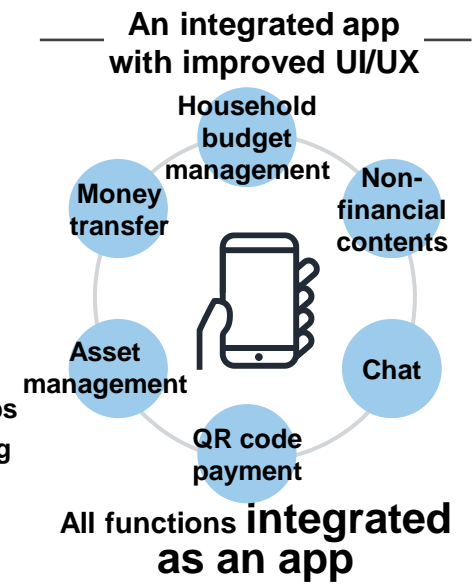 An integrated app
with improved UI/UX
Household
budget
management
Non-
financial
contents
Money
transfer
Asset
management
Chat
QR code
payment
All functions integrated
as an app